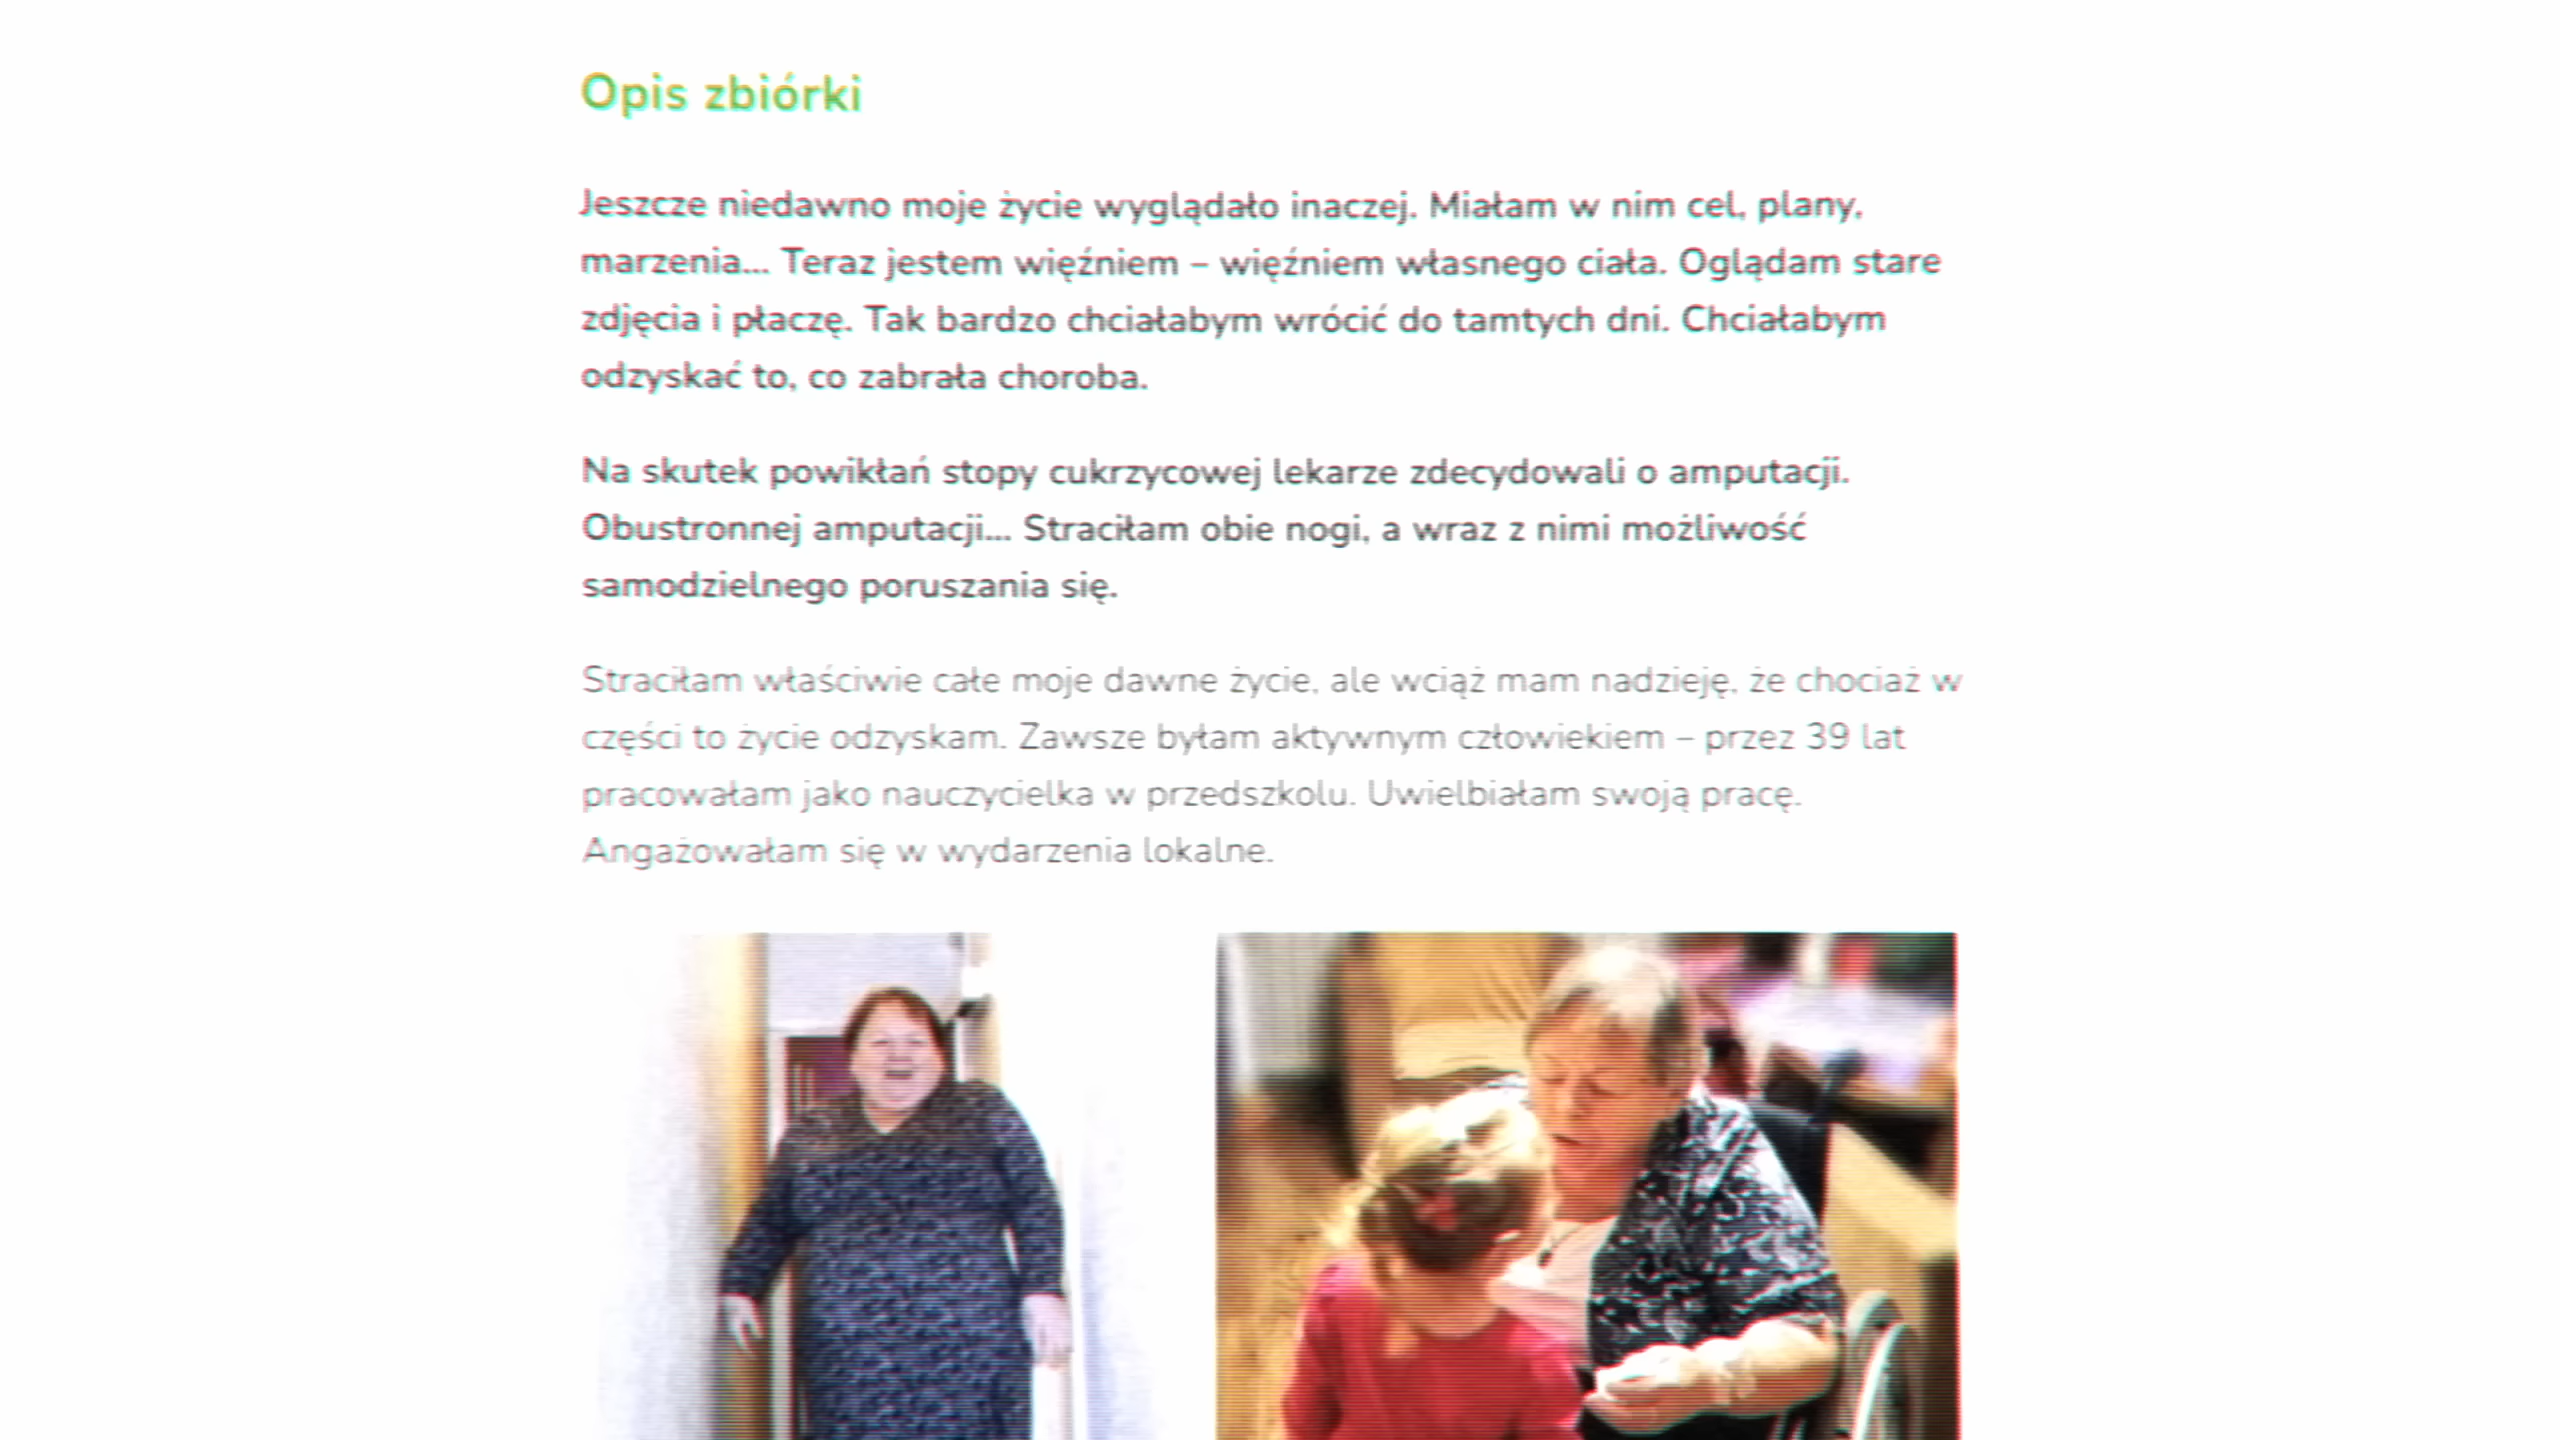 Opis zbiórki
Jeszcze niedawno moje życie wyglądało inaczej. Miałam w nim cel, plany,
marzenia... Teraz jestem więźniem – więźniem własnego ciała. Oglądam stare
zdjęcia i płaczę. Tak bardzo chciałabym wrócić do tamtych dni. Chciałabym
odzyskać to, co zabrała choroba.
Na skutek powikłań stopy cukrzycowej lekarze zdecydowali o amputacji.
Obustronnej amputacji... Straciłam obie nogi, a wraz z nimi możliwość
samodzielnego poruszania się.
Straciłam właściwie całe moje dawne życie, ale wciąż mam nadzieję, że chociaż w
części to życie odzyskam. Zawsze byłam aktywnym człowiekiem – przez 39 lat
pracowałam jako nauczycielka w przedszkolu. Uwielbiałam swoją pracę.
Angażowałam się w wydarzenia lokalne.